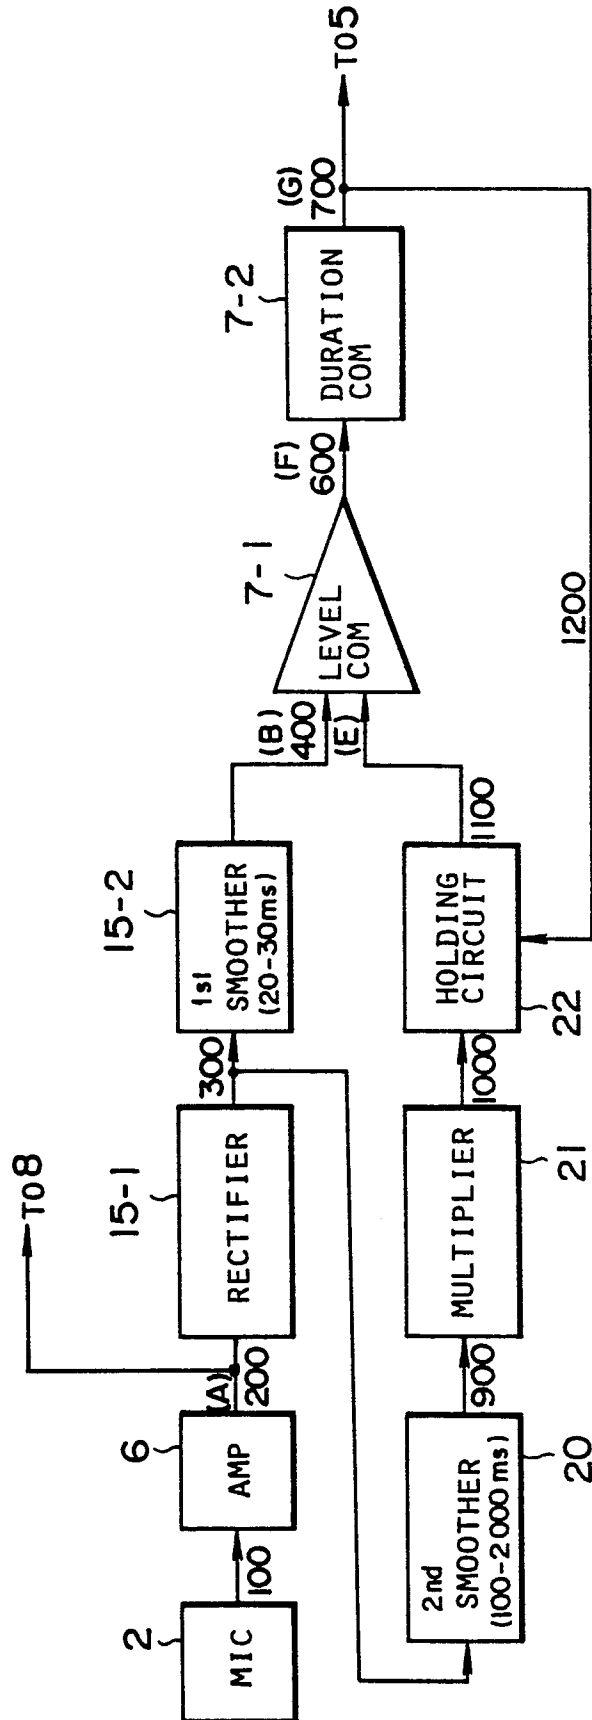 2
MIC
100
6
AMP
(A)
200
TO8
15-1
RECTIFIER
300
15-2
1st
SMOOTHER
(20-30ms)
(B)
400
(E)
7-1
LEVEL
COM
(F)
600
7-2
DURATION
COM
(G)
700
TO5
2nd
SMOOTHER
(100-2000ms)
20
900
MULTIPLIER
21
1000
HOLDING
CIRCUIT
22
1100
1200